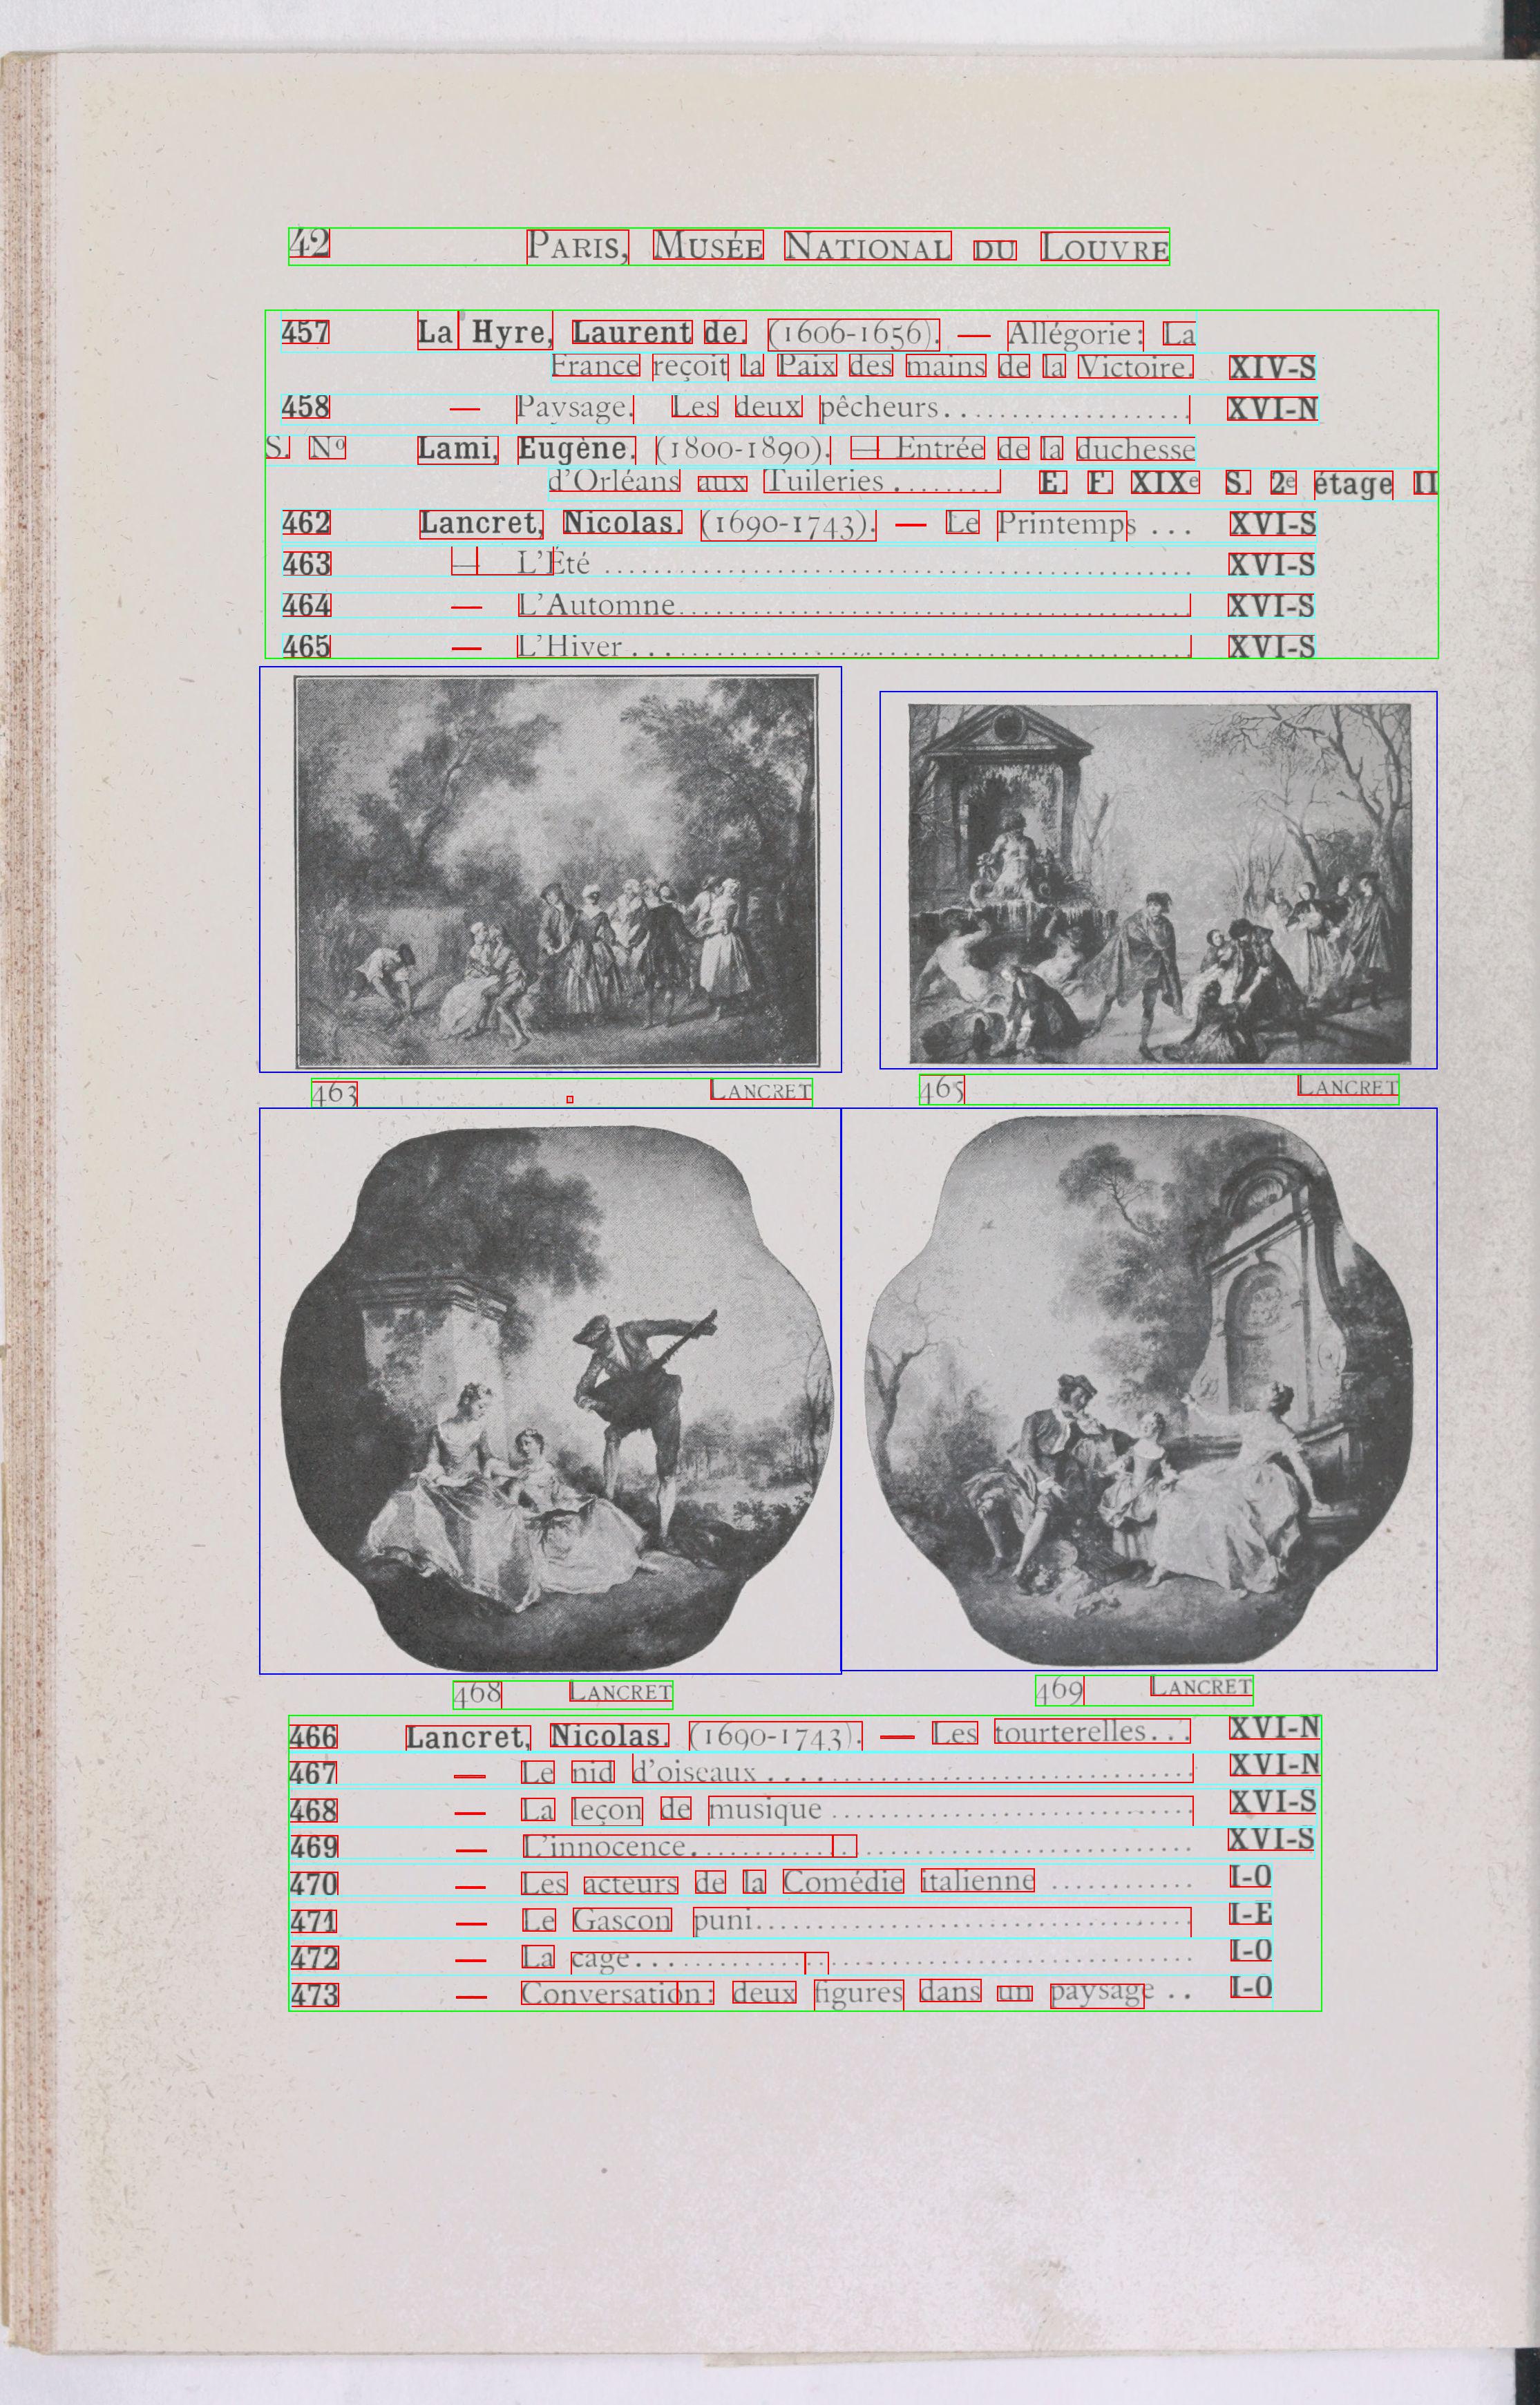 42 PARIS, MUSÉE NATIONAL DU LOUVRE
457 La Hyre, Laurent de. (1606-1656). — Allégorie: La
France reçoit la Paix des mains de la Victoire. XIV-S
458 — Paysage. Les deux pêcheurs.................... XVI-N
S. Nº Lami, Eugène. (1800-1890). — Entrée de la duchesse
d'Orléans aux Tuileries ......... E. F. XIXe S. 2e étage II
462 Lancret, Nicolas. (1690-1743). — Le Printemps ... XVI-S
463 — L'Été ................................................ XVI-S
464 — L'Automne.......................................... XVI-S
465 — L'Hiver .............................................. XVI-S
463 LANCRET
465 LANCRET
468 LANCRET
469 LANCRET
466 Lancret, Nicolas. (1690-1743). — Les tourterelles... XVI-N
467 — Le nid d'oiseaux ................................... XVI-N
468 — La leçon de musique .............................. XVI-S
469 — L'innocence......................................... XVI-S
470 — Les acteurs de la Comédie italienne ............ I-O
471 — Le Gascon puni.................................... I-E
472 — La cage.............................................. I-O
473 — Conversation: deux figures dans un paysage .. I-O